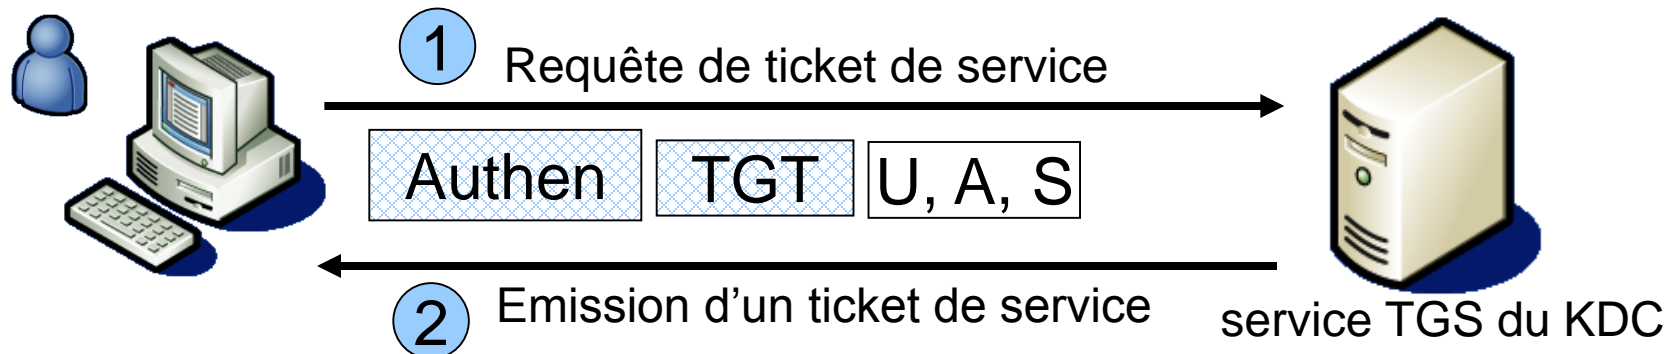 1
Requête de ticket de service
Authen TGT U, A, S
2
Emission d’un ticket de service
service TGS du KDC